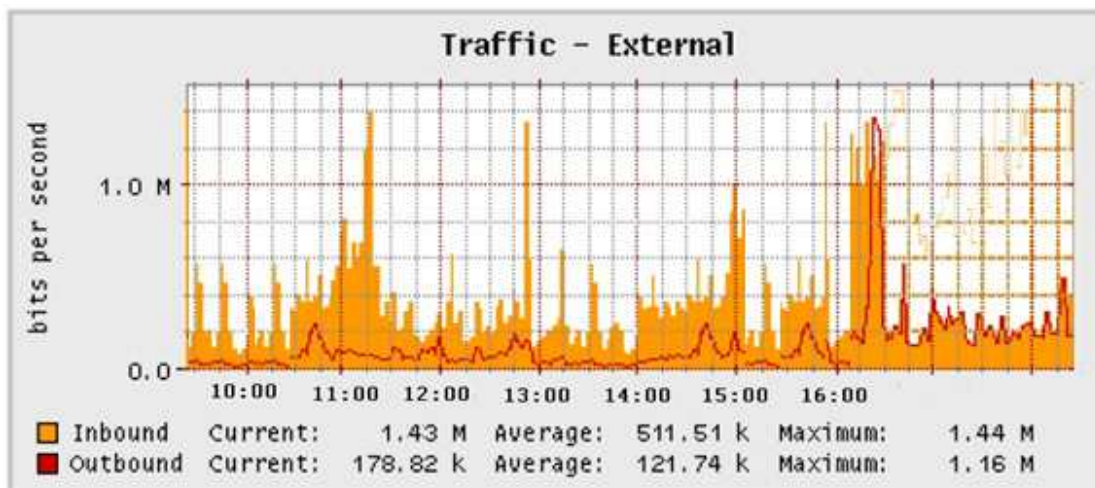 Traffic - External
bits per second
1.0 M
0.0
10:00 11:00 12:00 13:00 14:00 15:00 16:00
Inbound Current: 1.43 M Average: 511.51 k Maximum: 1.44 M
Outbound Current: 178.82 k Average: 121.74 k Maximum: 1.16 M